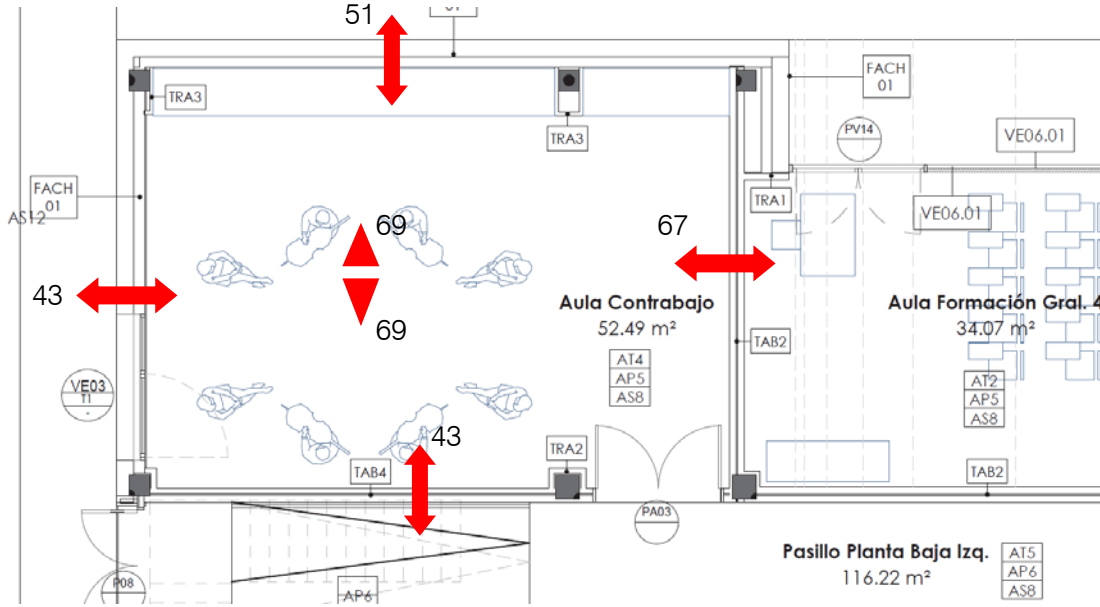 51
01
TRA3
TRA3
FACH
01
PV14
VE06.01
FACH
01
AS12
TRA1
VE06.01
69
67
43
69
Aula Contrabajo
52.49 m²
Aula Formación Gral. 4
34.07 m²
TAB2
AT4
AP5
AS8
AT2
AP5
AS8
VE03
T1
-
43
TRA2
TAB4
TAB2
PA03
Pasillo Planta Baja Izq.
116.22 m²
AT5
AP6
AS8
P08
AP6